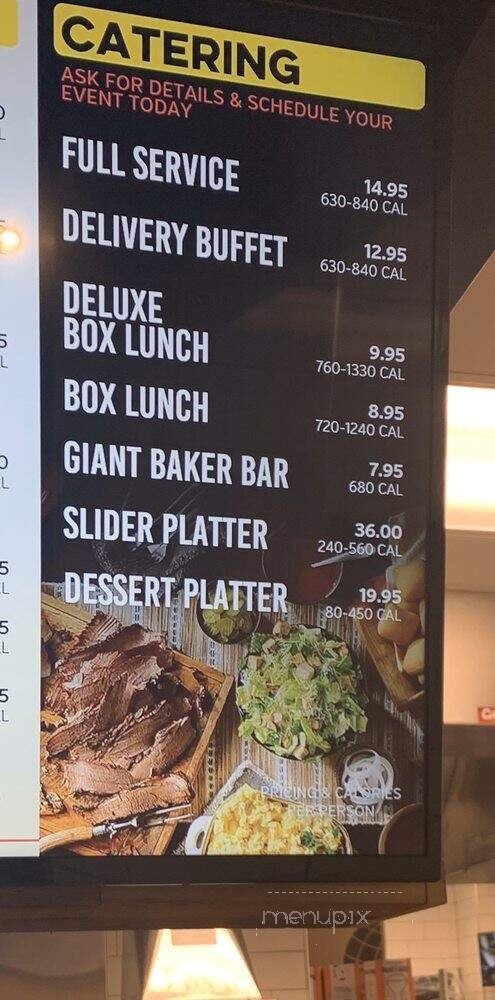 CATERING
ASK FOR DETAILS & SCHEDULE YOUR
EVENT TODAY
FULL SERVICE
14.95
630-840 CAL
DELIVERY BUFFET
12.95
630-840 CAL
DELUXE
BOX LUNCH
9.95
760-1330 CAL
BOX LUNCH
8.95
720-1240 CAL
GIANT BAKER BAR
7.95
680 CAL
SLIDER PLATTER
36.00
240-560 CAL
DESSERT PLATTER
19.95
80-450 CAL
PRICING & CALORIES
PER PERSON
menupix